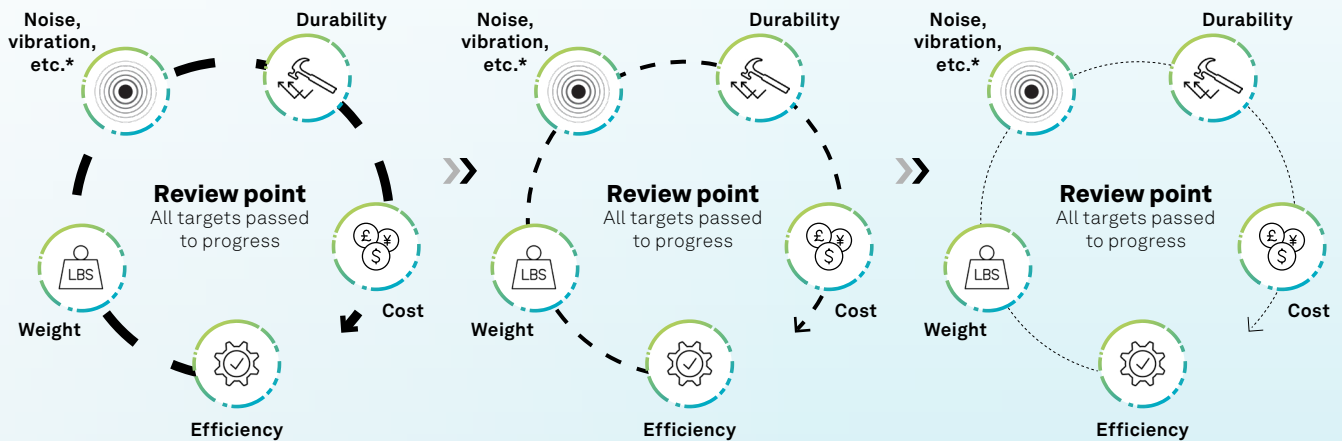 Noise,
vibration,
etc.*
Durability
Review point
All targets passed
to progress
£
¥
$
LBS
Weight
Cost
Efficiency
Noise,
vibration,
etc.*
Durability
Review point
All targets passed
to progress
£
¥
$
LBS
Weight
Cost
Efficiency
Noise,
vibration,
etc.*
Durability
Review point
All targets passed
to progress
£
¥
$
LBS
Weight
Cost
Efficiency